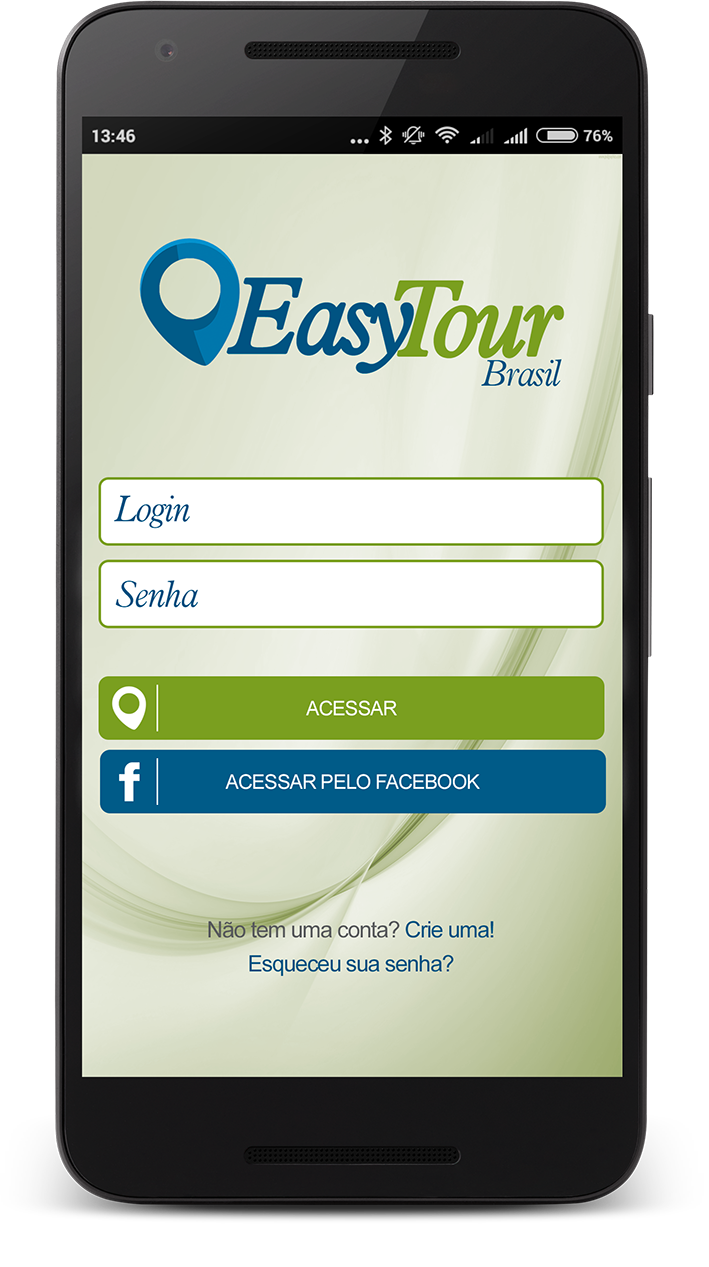 13:46
76%
EasyTour
Brasil
Login
Senha
ACESSAR
f
ACESSAR PELO FACEBOOK
Não tem uma conta? Crie uma!
Esqueceu sua senha?